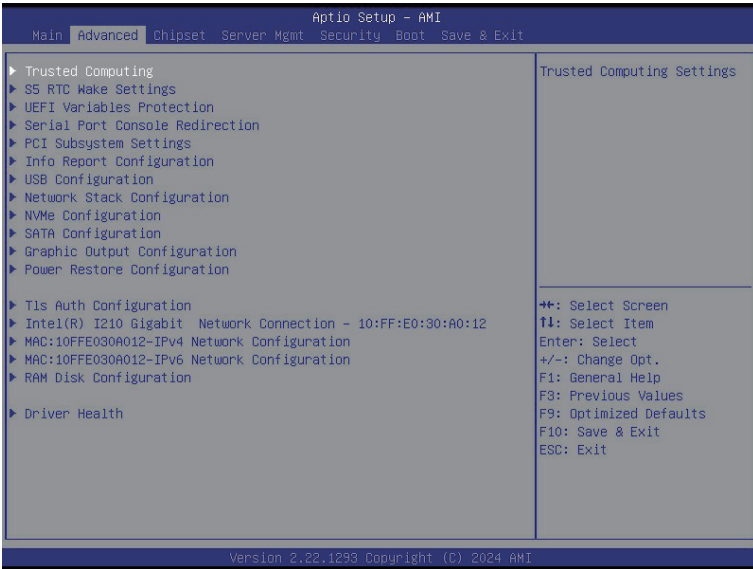 Aptio Setup – AMI
Main Advanced Chipset Server Mgmt Security Boot Save & Exit
▶ Trusted Computing
▶ S5 RTC Wake Settings
▶ UEFI Variables Protection
▶ Serial Port Console Redirection
▶ PCI Subsystem Settings
▶ Info Report Configuration
▶ USB Configuration
▶ Network Stack Configuration
▶ NVMe Configuration
▶ SATA Configuration
▶ Graphic Output Configuration
▶ Power Restore Configuration
▶ Tls Auth Configuration
▶ Intel(R) I210 Gigabit  Network Connection – 10:FF:E0:30:A0:12
▶ MAC:10FFE030A012–IPv4 Network Configuration
▶ MAC:10FFE030A012–IPv6 Network Configuration
▶ RAM Disk Configuration
▶ Driver Health
Trusted Computing Settings
→←: Select Screen
↑↓: Select Item
Enter: Select
+/–: Change Opt.
F1: General Help
F3: Previous Values
F9: Optimized Defaults
F10: Save & Exit
ESC: Exit
Version 2.22.1293 Copyright (C) 2024 AMI